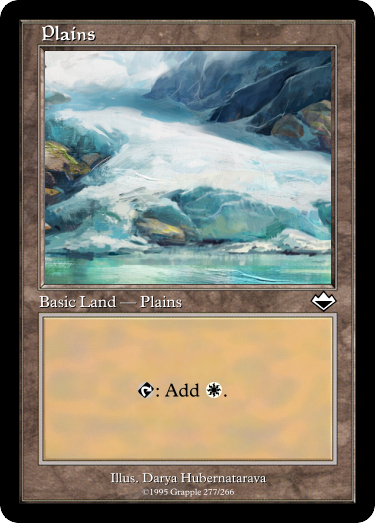 Plains
Basic Land — Plains
: Add .
Illus. Darya Hubernatarava
©1995 Grapple 277/266